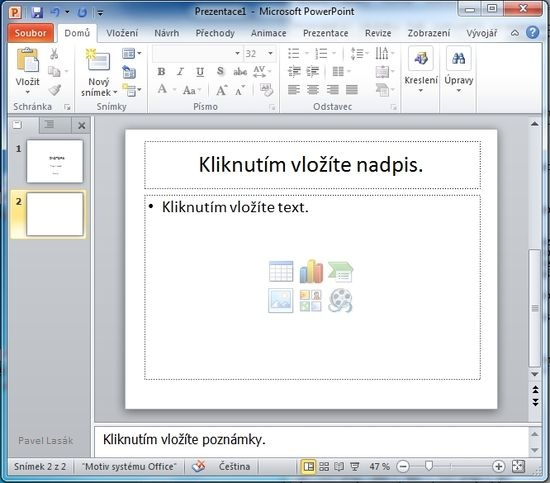 Prezentace1 - Microsoft PowerPoint
Soubor Domů Vložení Návrh Přechody Animace Prezentace Revize Zobrazení Vývojář
Vložit
Nový snímek
32
Kreslení
Úpravy
Schránka Snímky Písmo Odstavec
1
2
Kliknutím vložíte nadpis.
• Kliknutím vložíte text.
Pavel Lasák
Kliknutím vložíte poznámky.
Snímek 2 z 2 "Motiv systému Office" Čeština 47 %